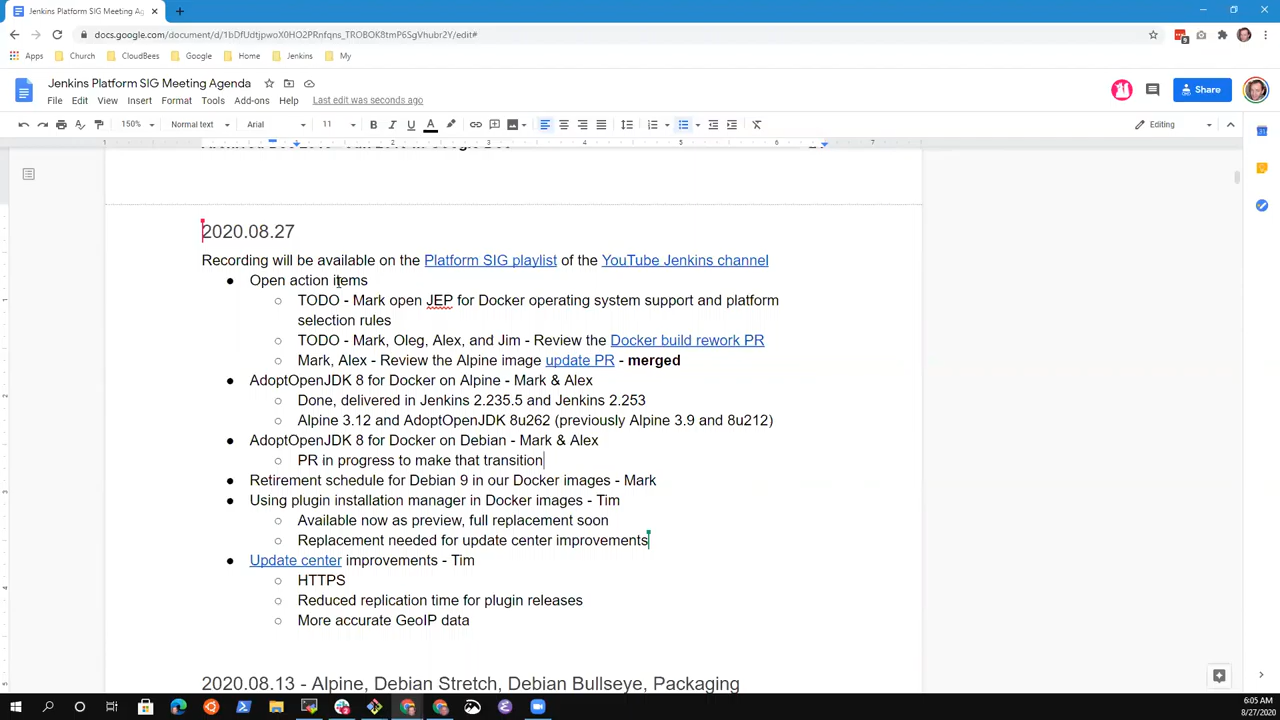 Jenkins Platform SIG Meeting Ag
docs.google.com/document/d/1bDfUdtjpwoX0HO2PRnfqns_TROBOK8tmP6SgVhubr2Y/edit#
Apps Church CloudBees Google Home Jenkins My
Jenkins Platform SIG Meeting Agenda
File Edit View Insert Format Tools Add-ons Help Last edit was seconds ago
Share
150% Normal text Arial 11 Editing
1 1 2 3 4 5 6 7
2020.08.27
Recording will be available on the Platform SIG playlist of the YouTube Jenkins channel
● Open action items
○ TODO - Mark open JEP for Docker operating system support and platform
selection rules
○ TODO - Mark, Oleg, Alex, and Jim - Review the Docker build rework PR
○ Mark, Alex - Review the Alpine image update PR - merged
● AdoptOpenJDK 8 for Docker on Alpine - Mark & Alex
○ Done, delivered in Jenkins 2.235.5 and Jenkins 2.253
○ Alpine 3.12 and AdoptOpenJDK 8u262 (previously Alpine 3.9 and 8u212)
● AdoptOpenJDK 8 for Docker on Debian - Mark & Alex
○ PR in progress to make that transition
● Retirement schedule for Debian 9 in our Docker images - Mark
● Using plugin installation manager in Docker images - Tim
○ Available now as preview, full replacement soon
○ Replacement needed for update center improvements
● Update center improvements - Tim
○ HTTPS
○ Reduced replication time for plugin releases
○ More accurate GeoIP data
2020.08.13 - Alpine, Debian Stretch, Debian Bullseye, Packaging
6:05 AM
8/27/2020